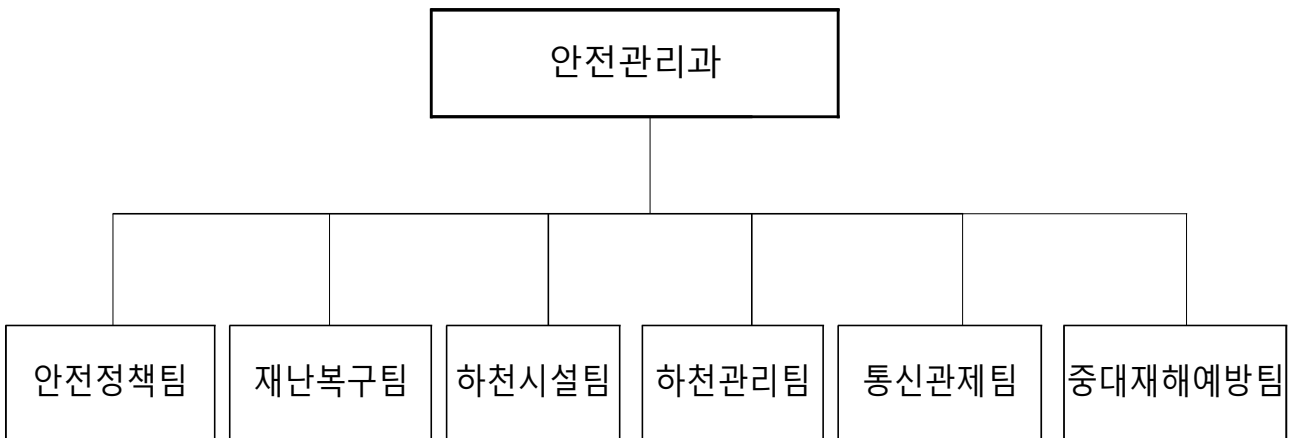 안전관리과
안전정책팀
재난복구팀
하천시설팀
하천관리팀
통신관제팀
중대재해예방팀